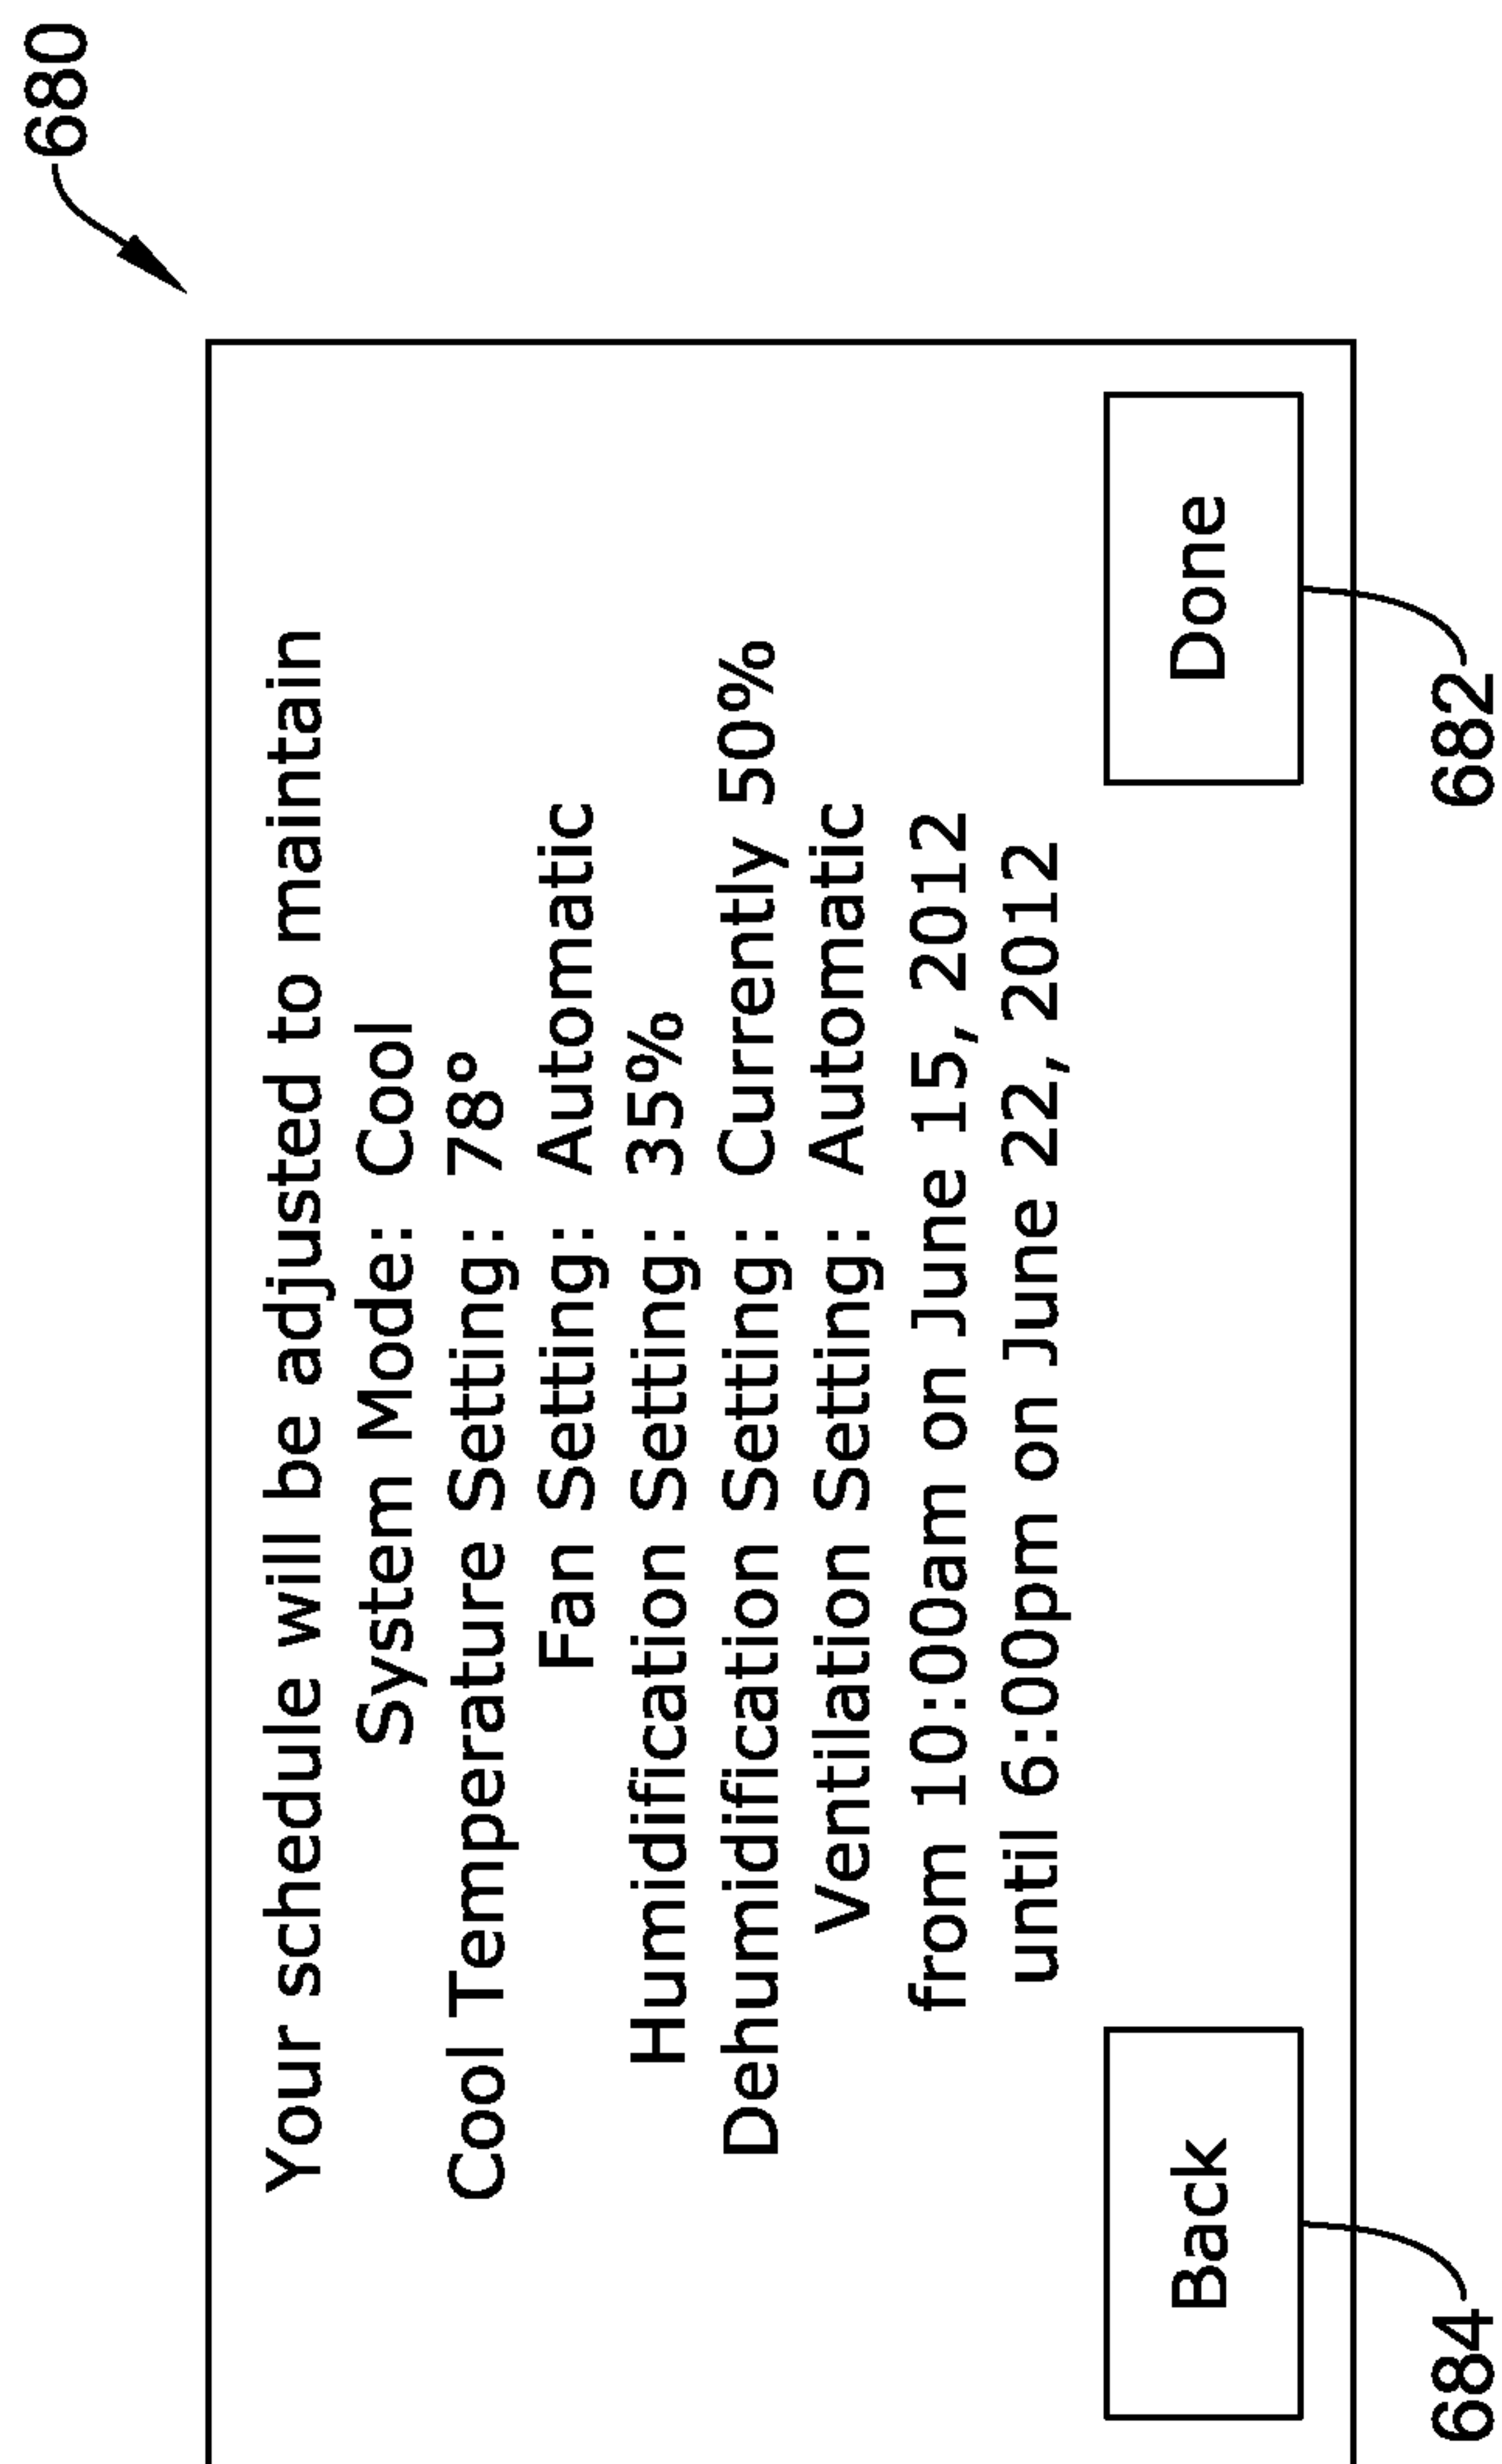 680
Your schedule will be adjusted to maintain
System Mode: Cool
Cool Temperature Setting: 78°
Fan Setting: Automatic
Humidification Setting: 35%
Dehumidification Setting: Currently 50%
Ventilation Setting: Automatic
from 10:00am on June 15, 2012
until 6:00pm on June 22, 2012
Back
Done
684
682